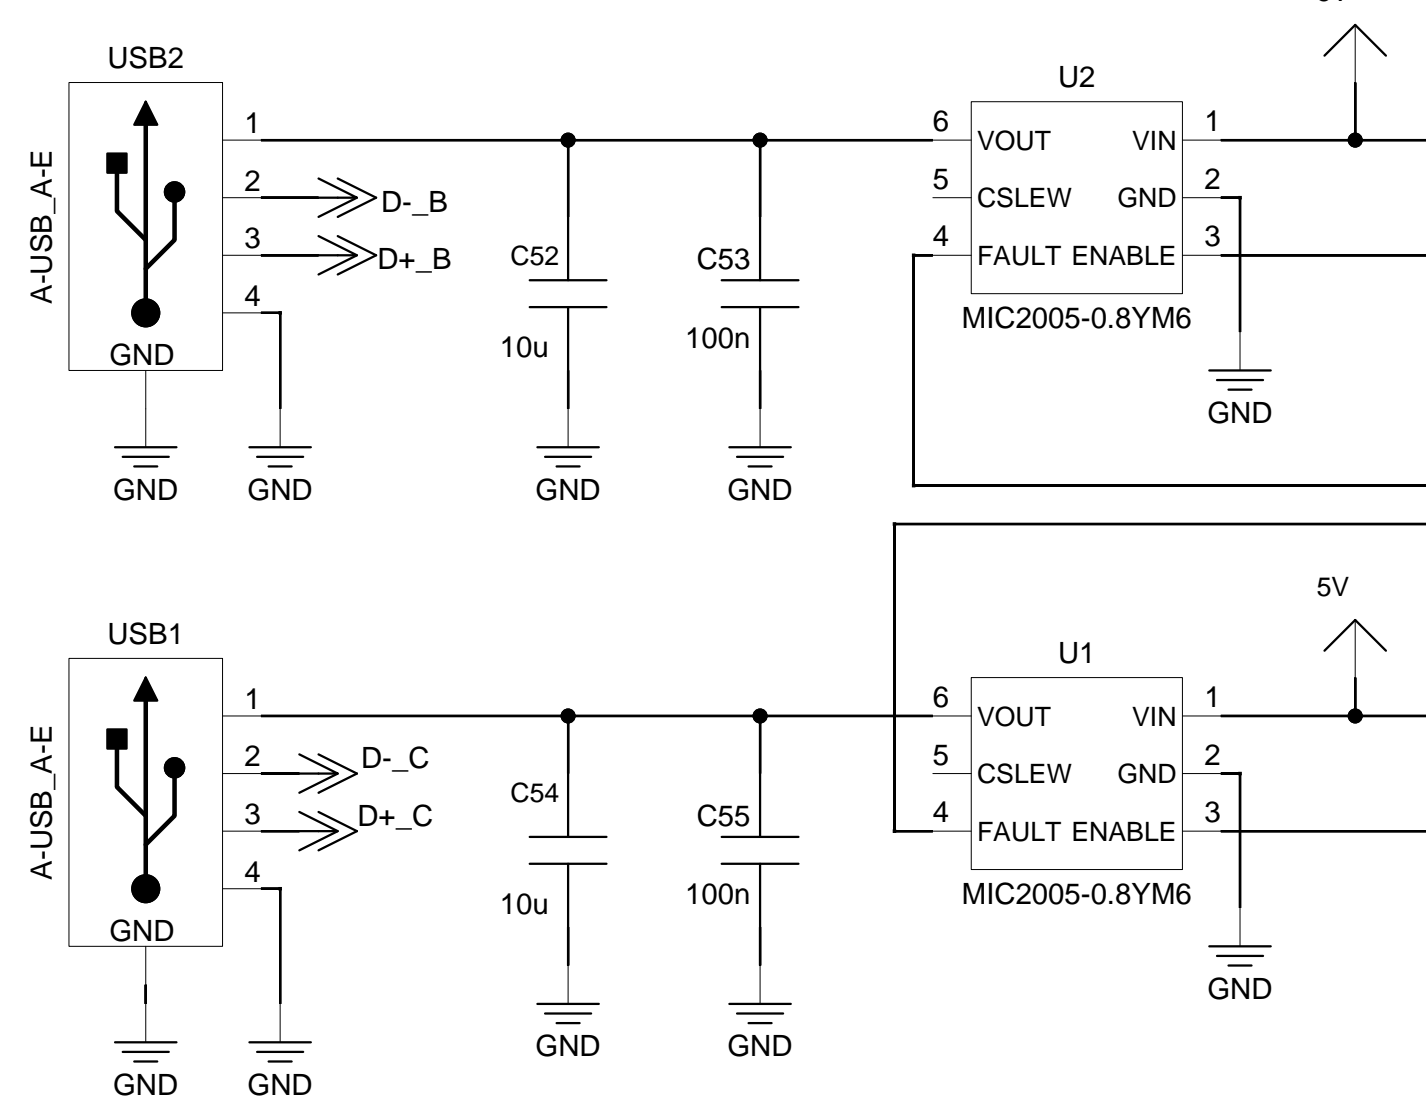 USB2
A-USB_A-E
GND
1
2
3
4
D-_B
D+_B
GND
GND
C52
10u
GND
C53
100n
GND
U2
6
5
4
VOUT
CSLEW
FAULT
VIN
GND
ENABLE
1
2
3
MIC2005-0.8YM6
GND
USB1
A-USB_A-E
GND
1
2
3
4
D-_C
D+_C
GND
GND
C54
10u
GND
C55
100n
GND
5V
U1
6
5
4
VOUT
CSLEW
FAULT
VIN
GND
ENABLE
1
2
3
MIC2005-0.8YM6
GND